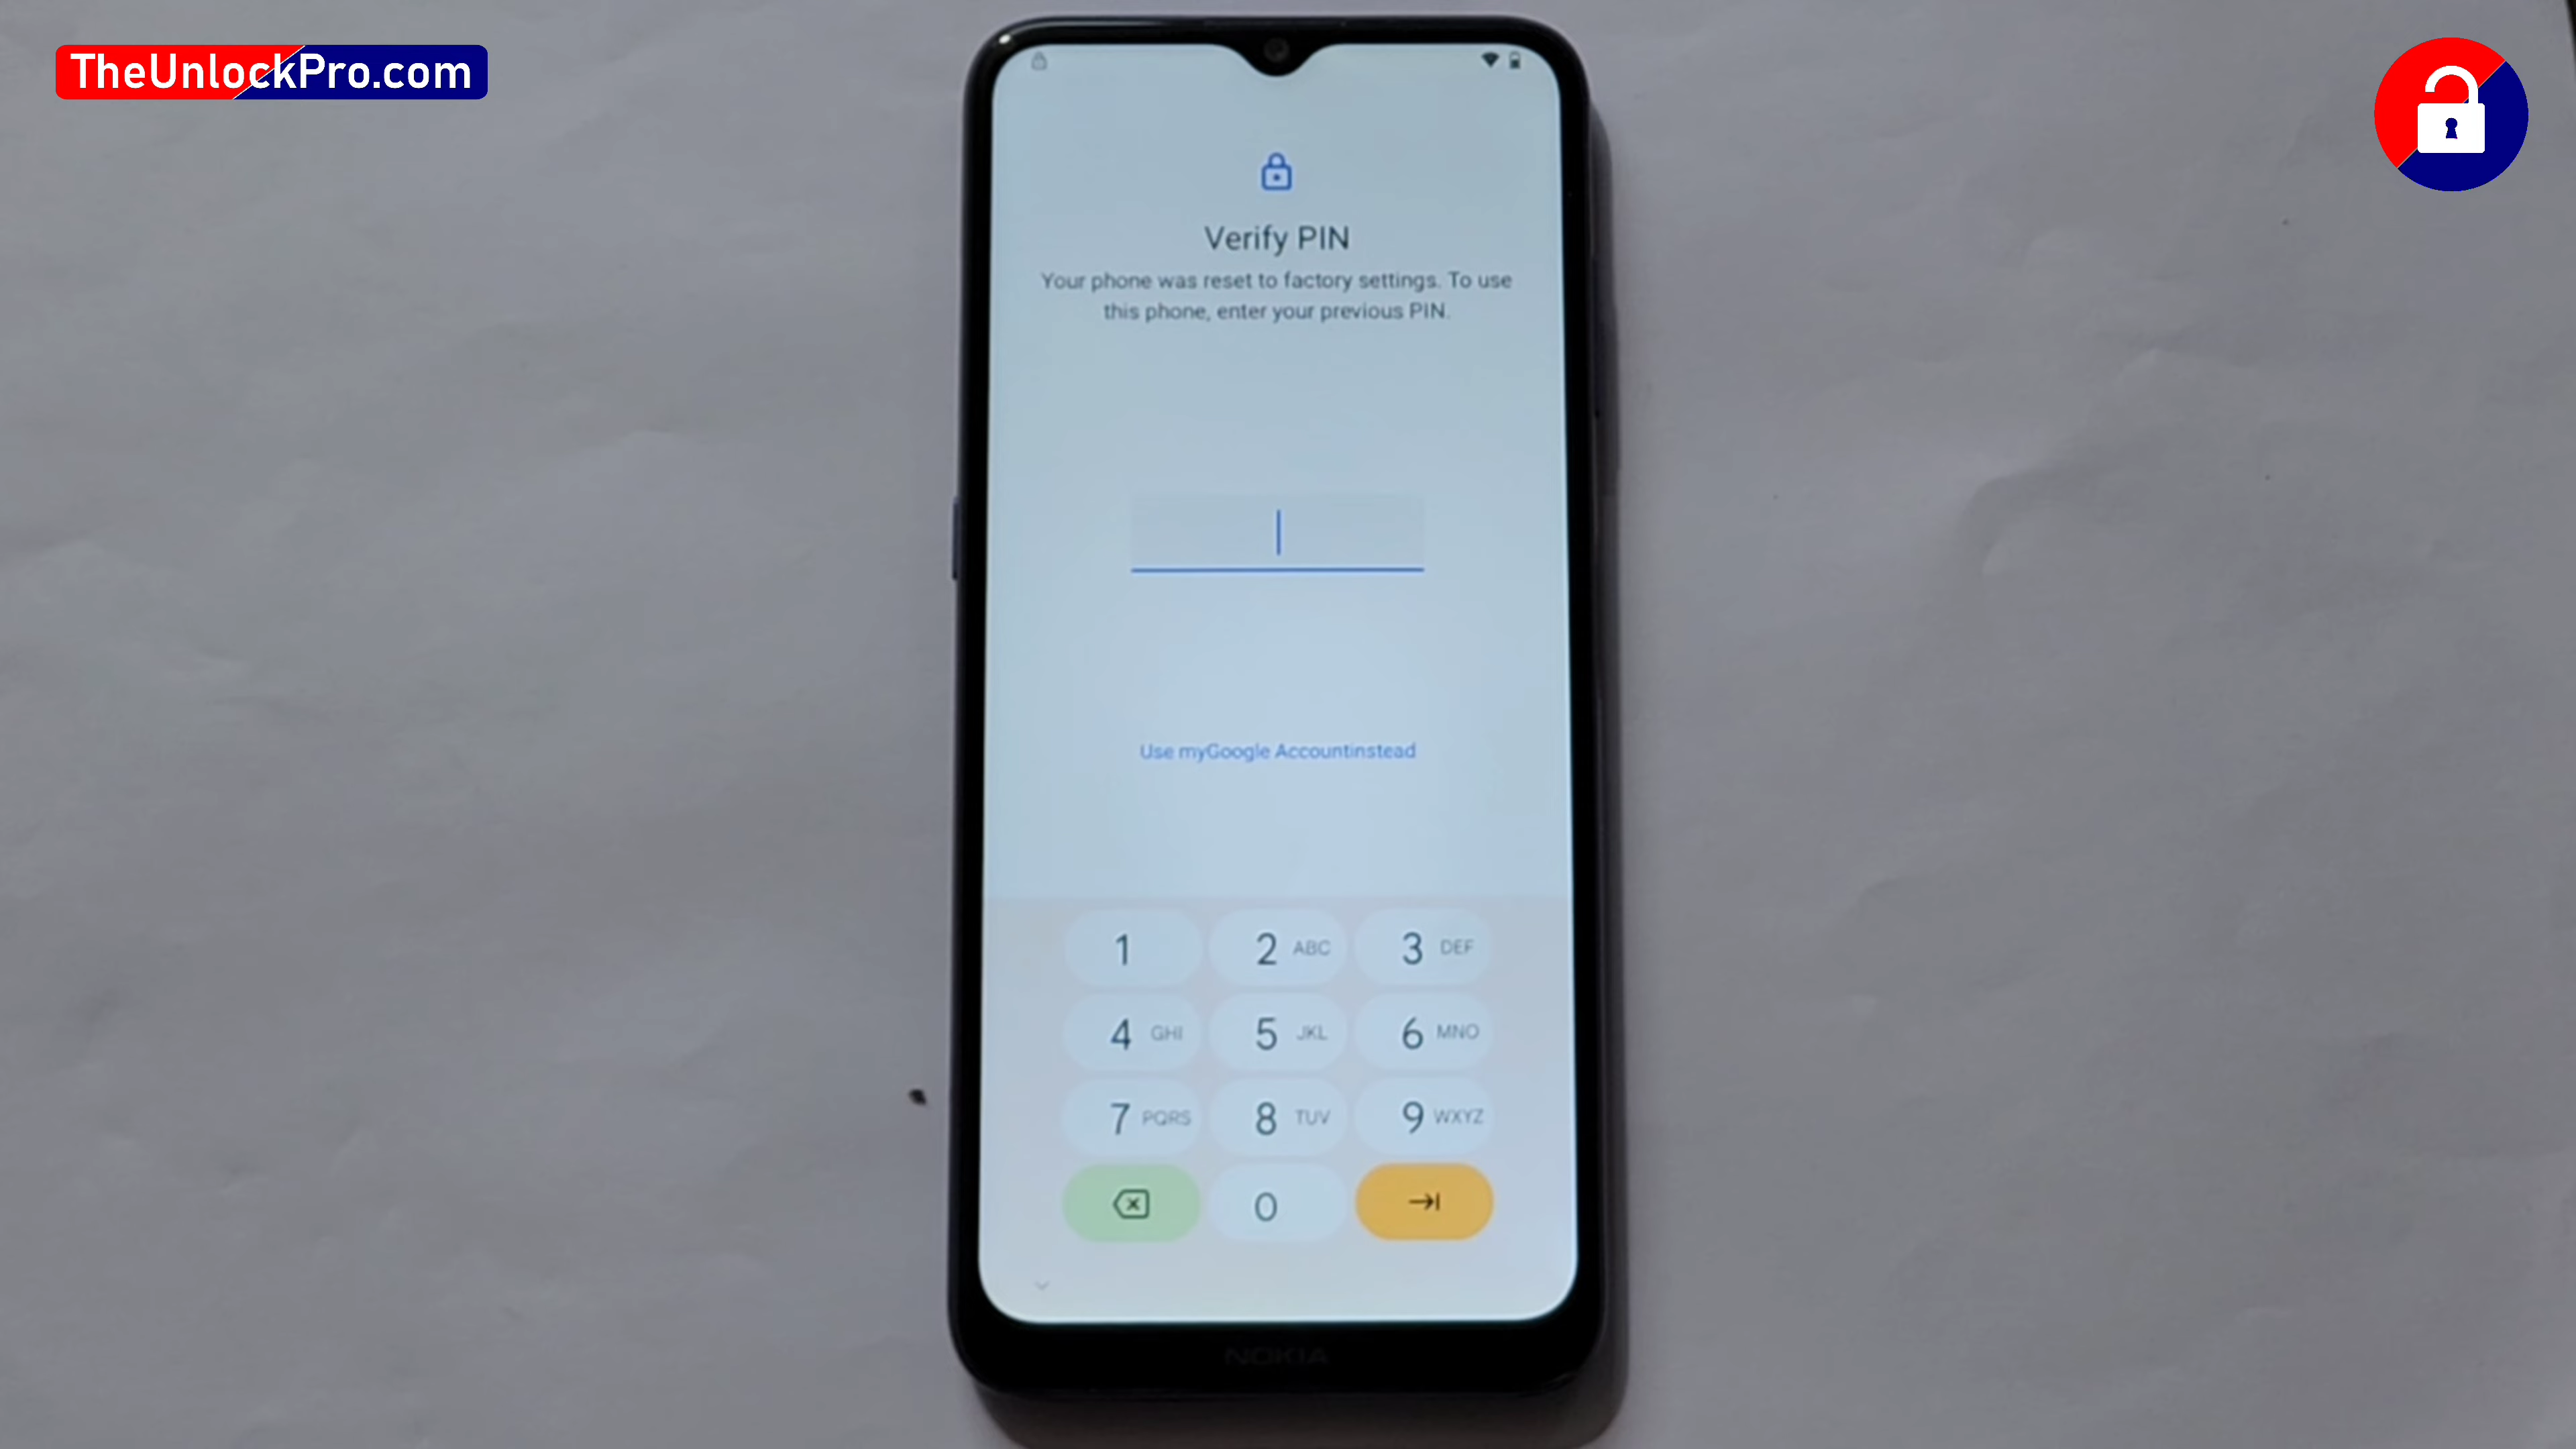 TheUnlockPro.com
Verify PIN
Your phone was reset to factory settings. To use
this phone, enter your previous PIN.
Use myGoogle Accountinstead
1
2 ABC
3 DEF
4 GHI
5 JKL
6 MNO
7 PQRS
8 TUV
9 WXYZ
0
NOKIA